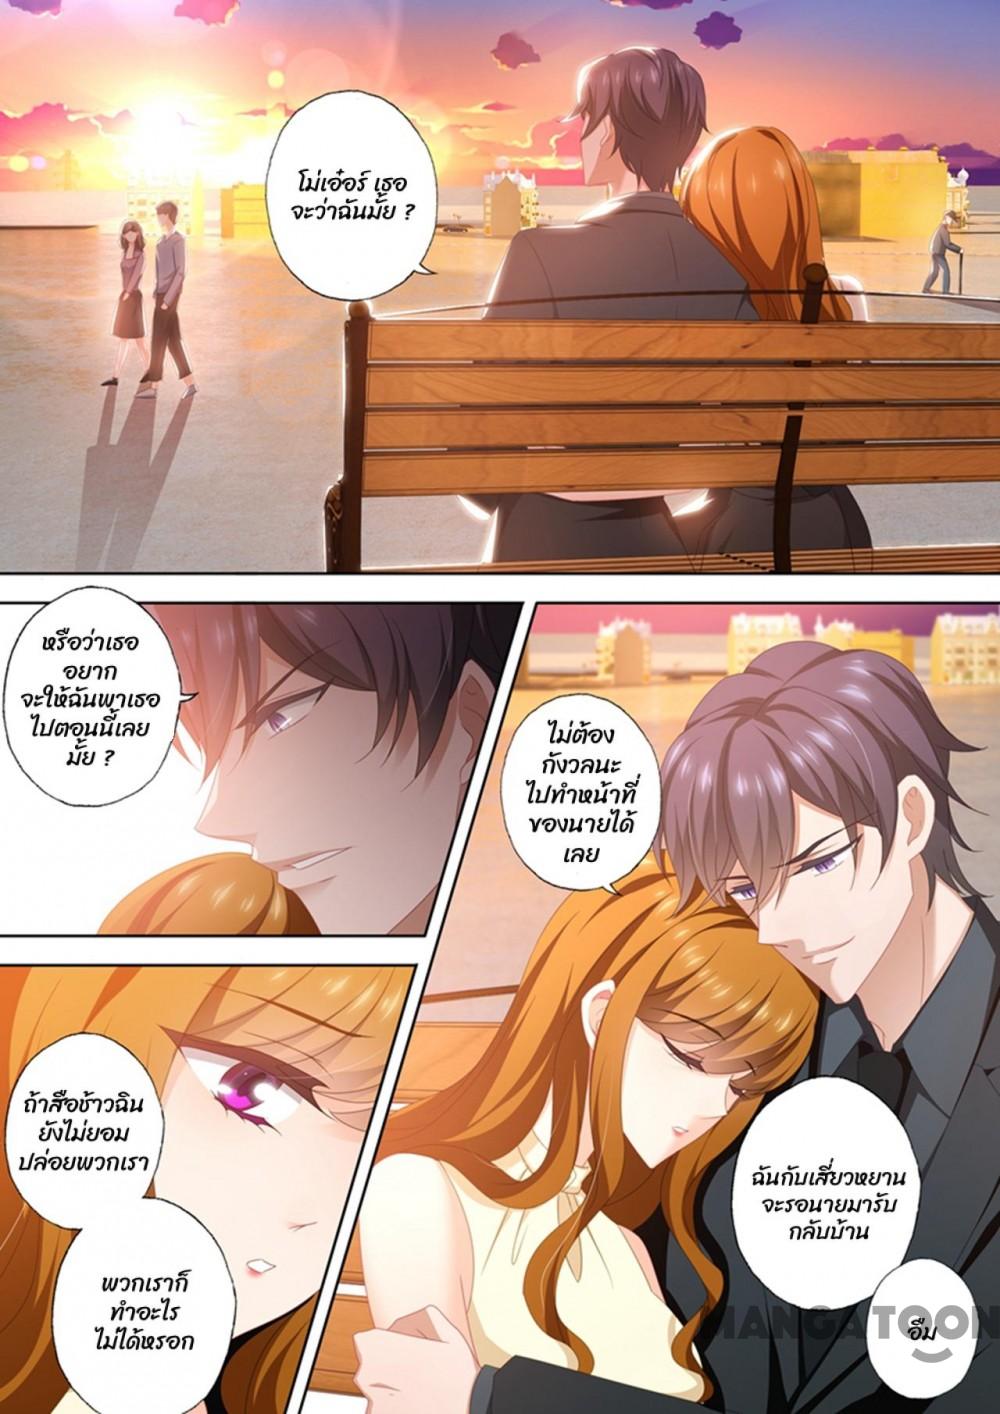 โม่เอ๋อร์ เธอ
จะว่าฉันมั้ย ?
หรือว่าเธอ
อยาก
จะให้ฉันพาเธอ
ไปตอนนี้เลย
มั้ย ?
ไม่ต้อง
กังวลนะ
ไปทำหน้าที่
ของนายได้
เลย
ถ้าสือช้าวฉิน
ยังไม่ยอม
ปล่อยพวกเรา
พวกเราก็
ทำอะไร
ไม่ได้หรอก
ฉันกับเสี่ยวหยาน
จะรอนายมารับ
กลับบ้าน
อืม
MANGATOON